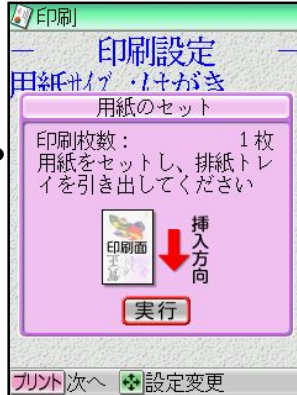 印刷
印刷設定
用紙サイズ :はがき
用紙のセット
印刷枚数： 1枚
用紙をセットし、排紙トレ
イを引き出してください
印刷面
挿入方向
実行
プリント次へ 設定変更